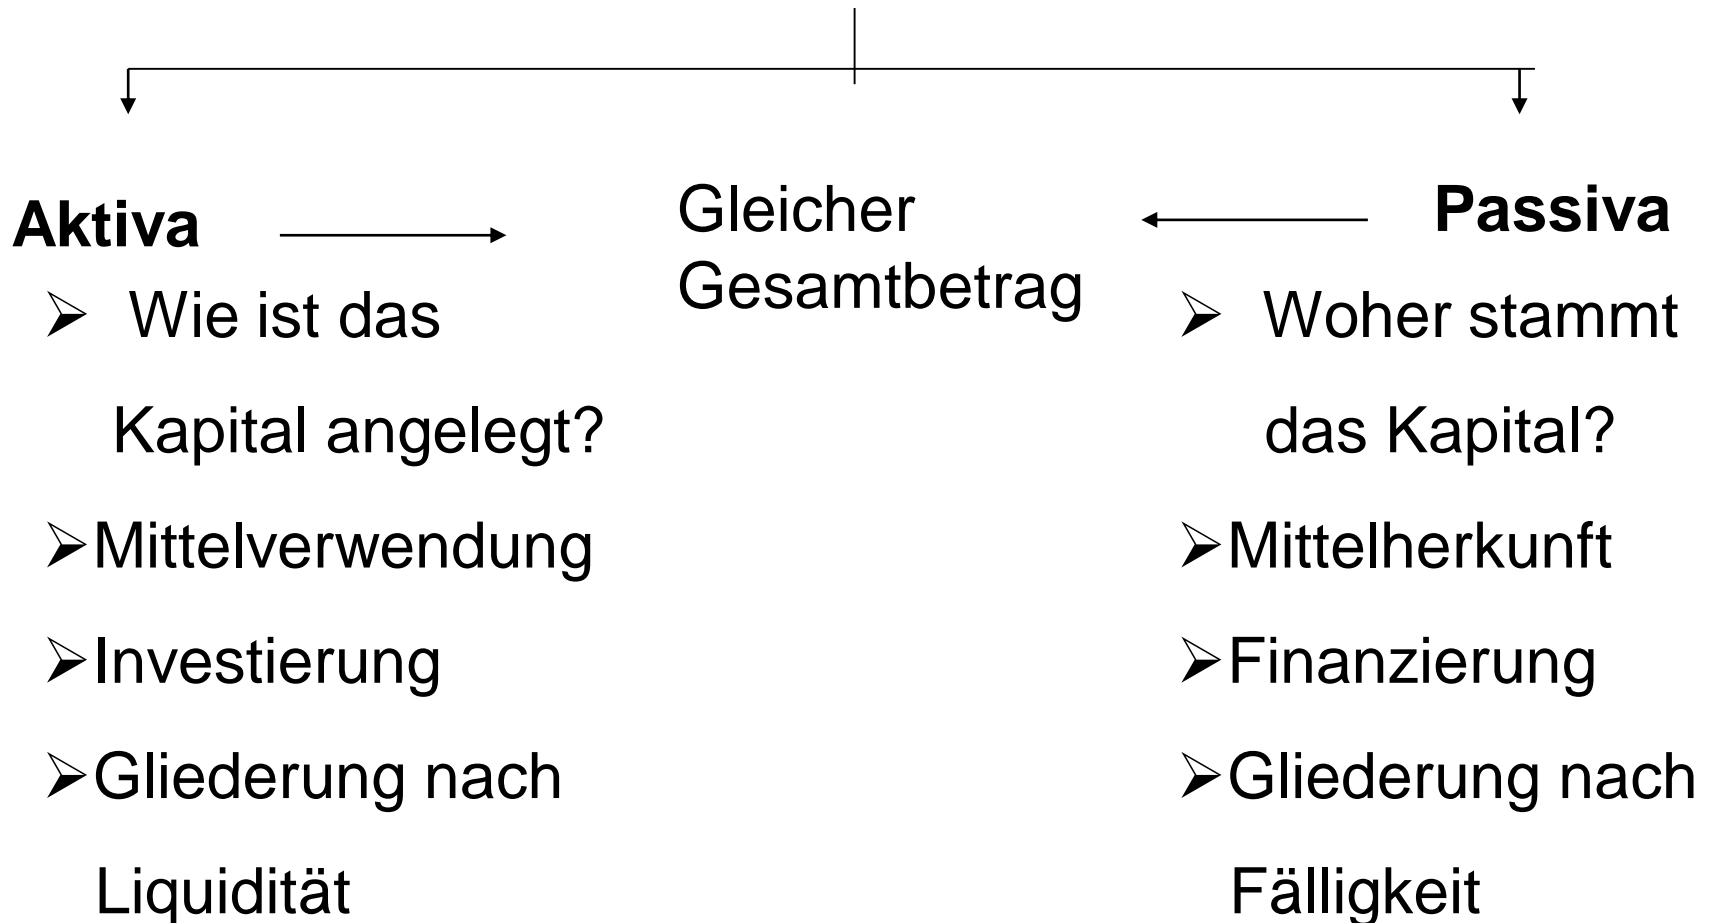 Aktiva
➢ Wie ist das
Kapital angelegt?
➢Mittelverwendung
➢Investierung
➢Gliederung nach
Liquidität
Gleicher
Gesamtbetrag
Passiva
➢ Woher stammt
das Kapital?
➢Mittelherkunft
➢Finanzierung
➢Gliederung nach
Fälligkeit